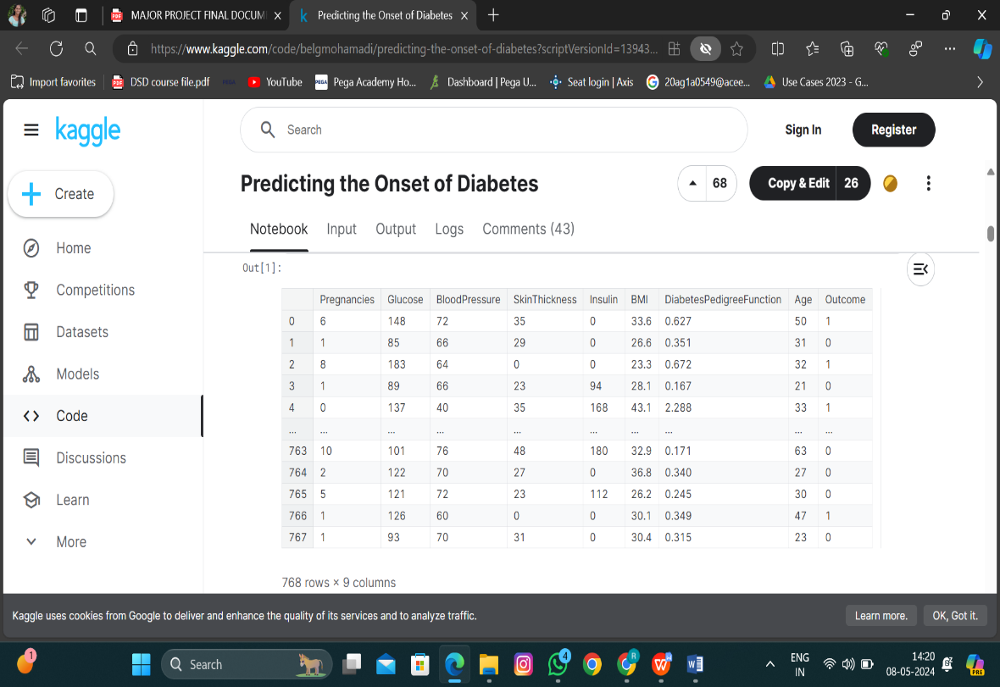 MAJOR PROJECT FINAL DOCUM
Predicting the Onset of Diabetes
https://www.kaggle.com/code/belgmohamadi/predicting-the-onset-of-diabetes?scriptVersionId=13943...
Import favorites DSD course file.pdf PEGA YouTube PEGA Pega Academy Ho... Dashboard | Pega U... Seat login | Axis 20ag1a0549@acee... Use Cases 2023 - G...
kaggle
Search
Sign In
Register
Create
Home
Competitions
Datasets
Models
Code
Discussions
Learn
More
Predicting the Onset of Diabetes
68
Copy & Edit 26
Notebook Input Output Logs Comments (43)
Out[1]:
Pregnancies Glucose BloodPressure SkinThickness Insulin BMI DiabetesPedigreeFunction Age Outcome
0 6 148 72 35 0 33.6 0.627 50 1
1 1 85 66 29 0 26.6 0.351 31 0
2 8 183 64 0 0 23.3 0.672 32 1
3 1 89 66 23 94 28.1 0.167 21 0
4 0 137 40 35 168 43.1 2.288 33 1
... ... ... ... ... ... ... ... ... ...
763 10 101 76 48 180 32.9 0.171 63 0
764 2 122 70 27 0 36.8 0.340 27 0
765 5 121 72 23 112 26.2 0.245 30 0
766 1 126 60 0 0 30.1 0.349 47 1
767 1 93 70 31 0 30.4 0.315 23 0
768 rows × 9 columns
Kaggle uses cookies from Google to deliver and enhance the quality of its services and to analyze traffic.
Learn more. OK, Got it.
1
Search
4
R
W
ENG
IN
14:20
08-05-2024
PRE